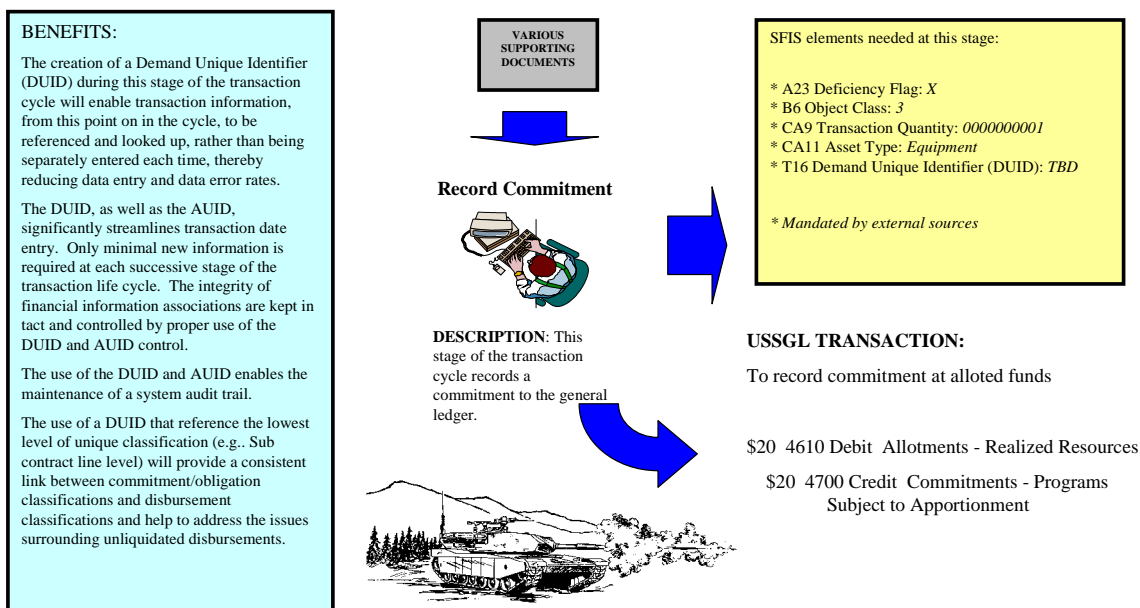 BENEFITS:
The creation of a Demand Unique Identifier
(DUID) during this stage of the transaction
cycle will enable transaction information,
from this point on in the cycle, to be
referenced and looked up, rather than being
separately entered each time, thereby
reducing data entry and data error rates.
The DUID, as well as the AUID,
significantly streamlines transaction date
entry.  Only minimal new information is
required at each successive stage of the
transaction life cycle.  The integrity of
financial information associations are kept in
tact and controlled by proper use of the
DUID and AUID control.
The use of the DUID and AUID enables the
maintenance of a system audit trail.
The use of a DUID that reference the lowest
level of unique classification (e.g.. Sub
contract line level) will provide a consistent
link between commitment/obligation
classifications and disbursement
classifications and help to address the issues
surrounding unliquidated disbursements.
VARIOUS
SUPPORTING
DOCUMENTS
Record Commitment
DESCRIPTION: This
stage of the transaction
cycle records a
commitment to the general
ledger.
SFIS elements needed at this stage:
* A23 Deficiency Flag: X
* B6 Object Class: 3
* CA9 Transaction Quantity: 0000000001
* CA11 Asset Type: Equipment
* T16 Demand Unique Identifier (DUID): TBD
* Mandated by external sources
USSGL TRANSACTION:
To record commitment at alloted funds
$20  4610 Debit  Allotments - Realized Resources
$20  4700 Credit  Commitments - Programs
Subject to Apportionment